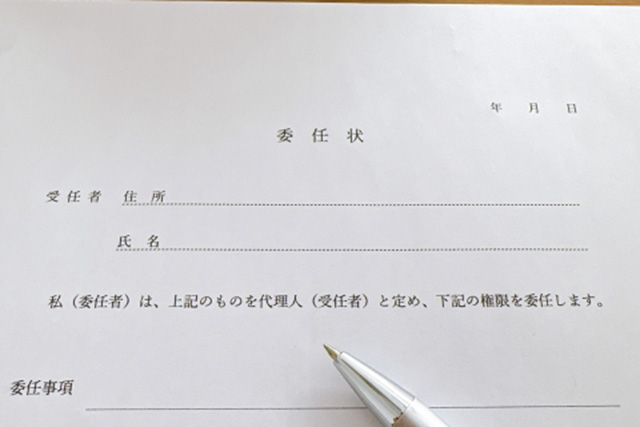 年 月 日
委 任 状
受 任 者 住 所
氏 名
私（委任者）は、上記のものを代理人（受任者）と定め、下記の権限を委任します。
委任事項